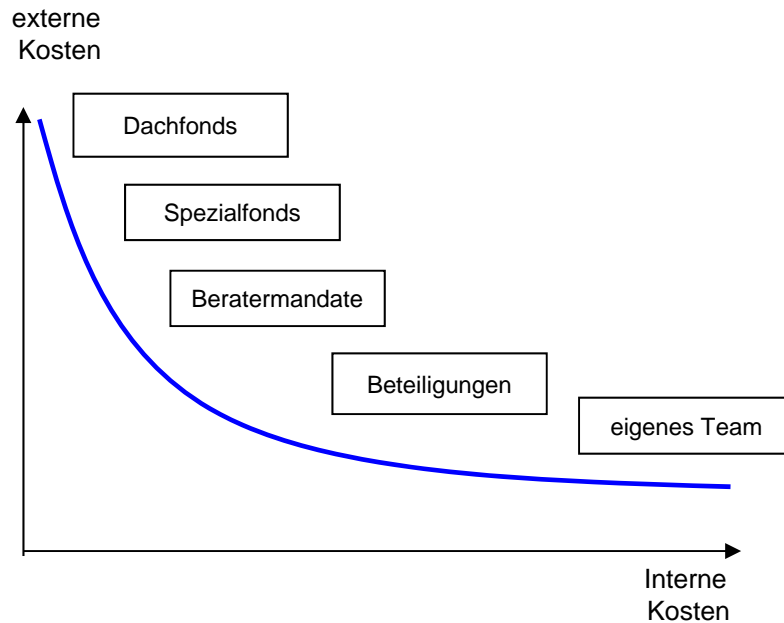 externe
Kosten
Dachfonds
Spezialfonds
Beratermandate
Beteiligungen
eigenes Team
Interne
Kosten